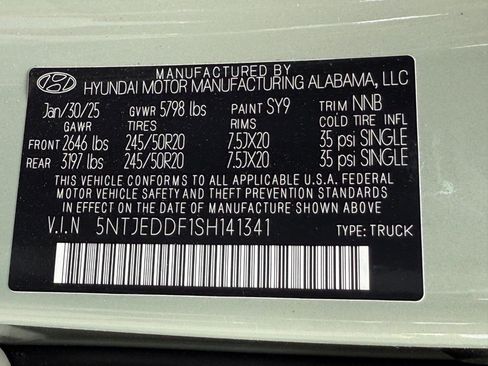 MANUFACTURED BY
HYUNDAI MOTOR MANUFACTURING ALABAMA, LLC
Jan/30/25 GVWR 5798 lbs PAINT SY9 TRIM NNB
GAWR TIRES RIMS COLD TIRE INFL
FRONT 2646 lbs 245/50R20 7.5JX20 35 psi SINGLE
REAR 3197 lbs 245/50R20 7.5JX20 35 psi SINGLE
THIS VEHICLE CONFORMS TO ALL APPLICABLE U.S.A. FEDERAL
MOTOR VEHICLE SAFETY AND THEFT PREVENTION STANDARDS
IN EFFECT ON THE DATE OF MANUFACTURE SHOWN ABOVE.
V.I.N 5NTJEDDF1SH141341 TYPE: TRUCK